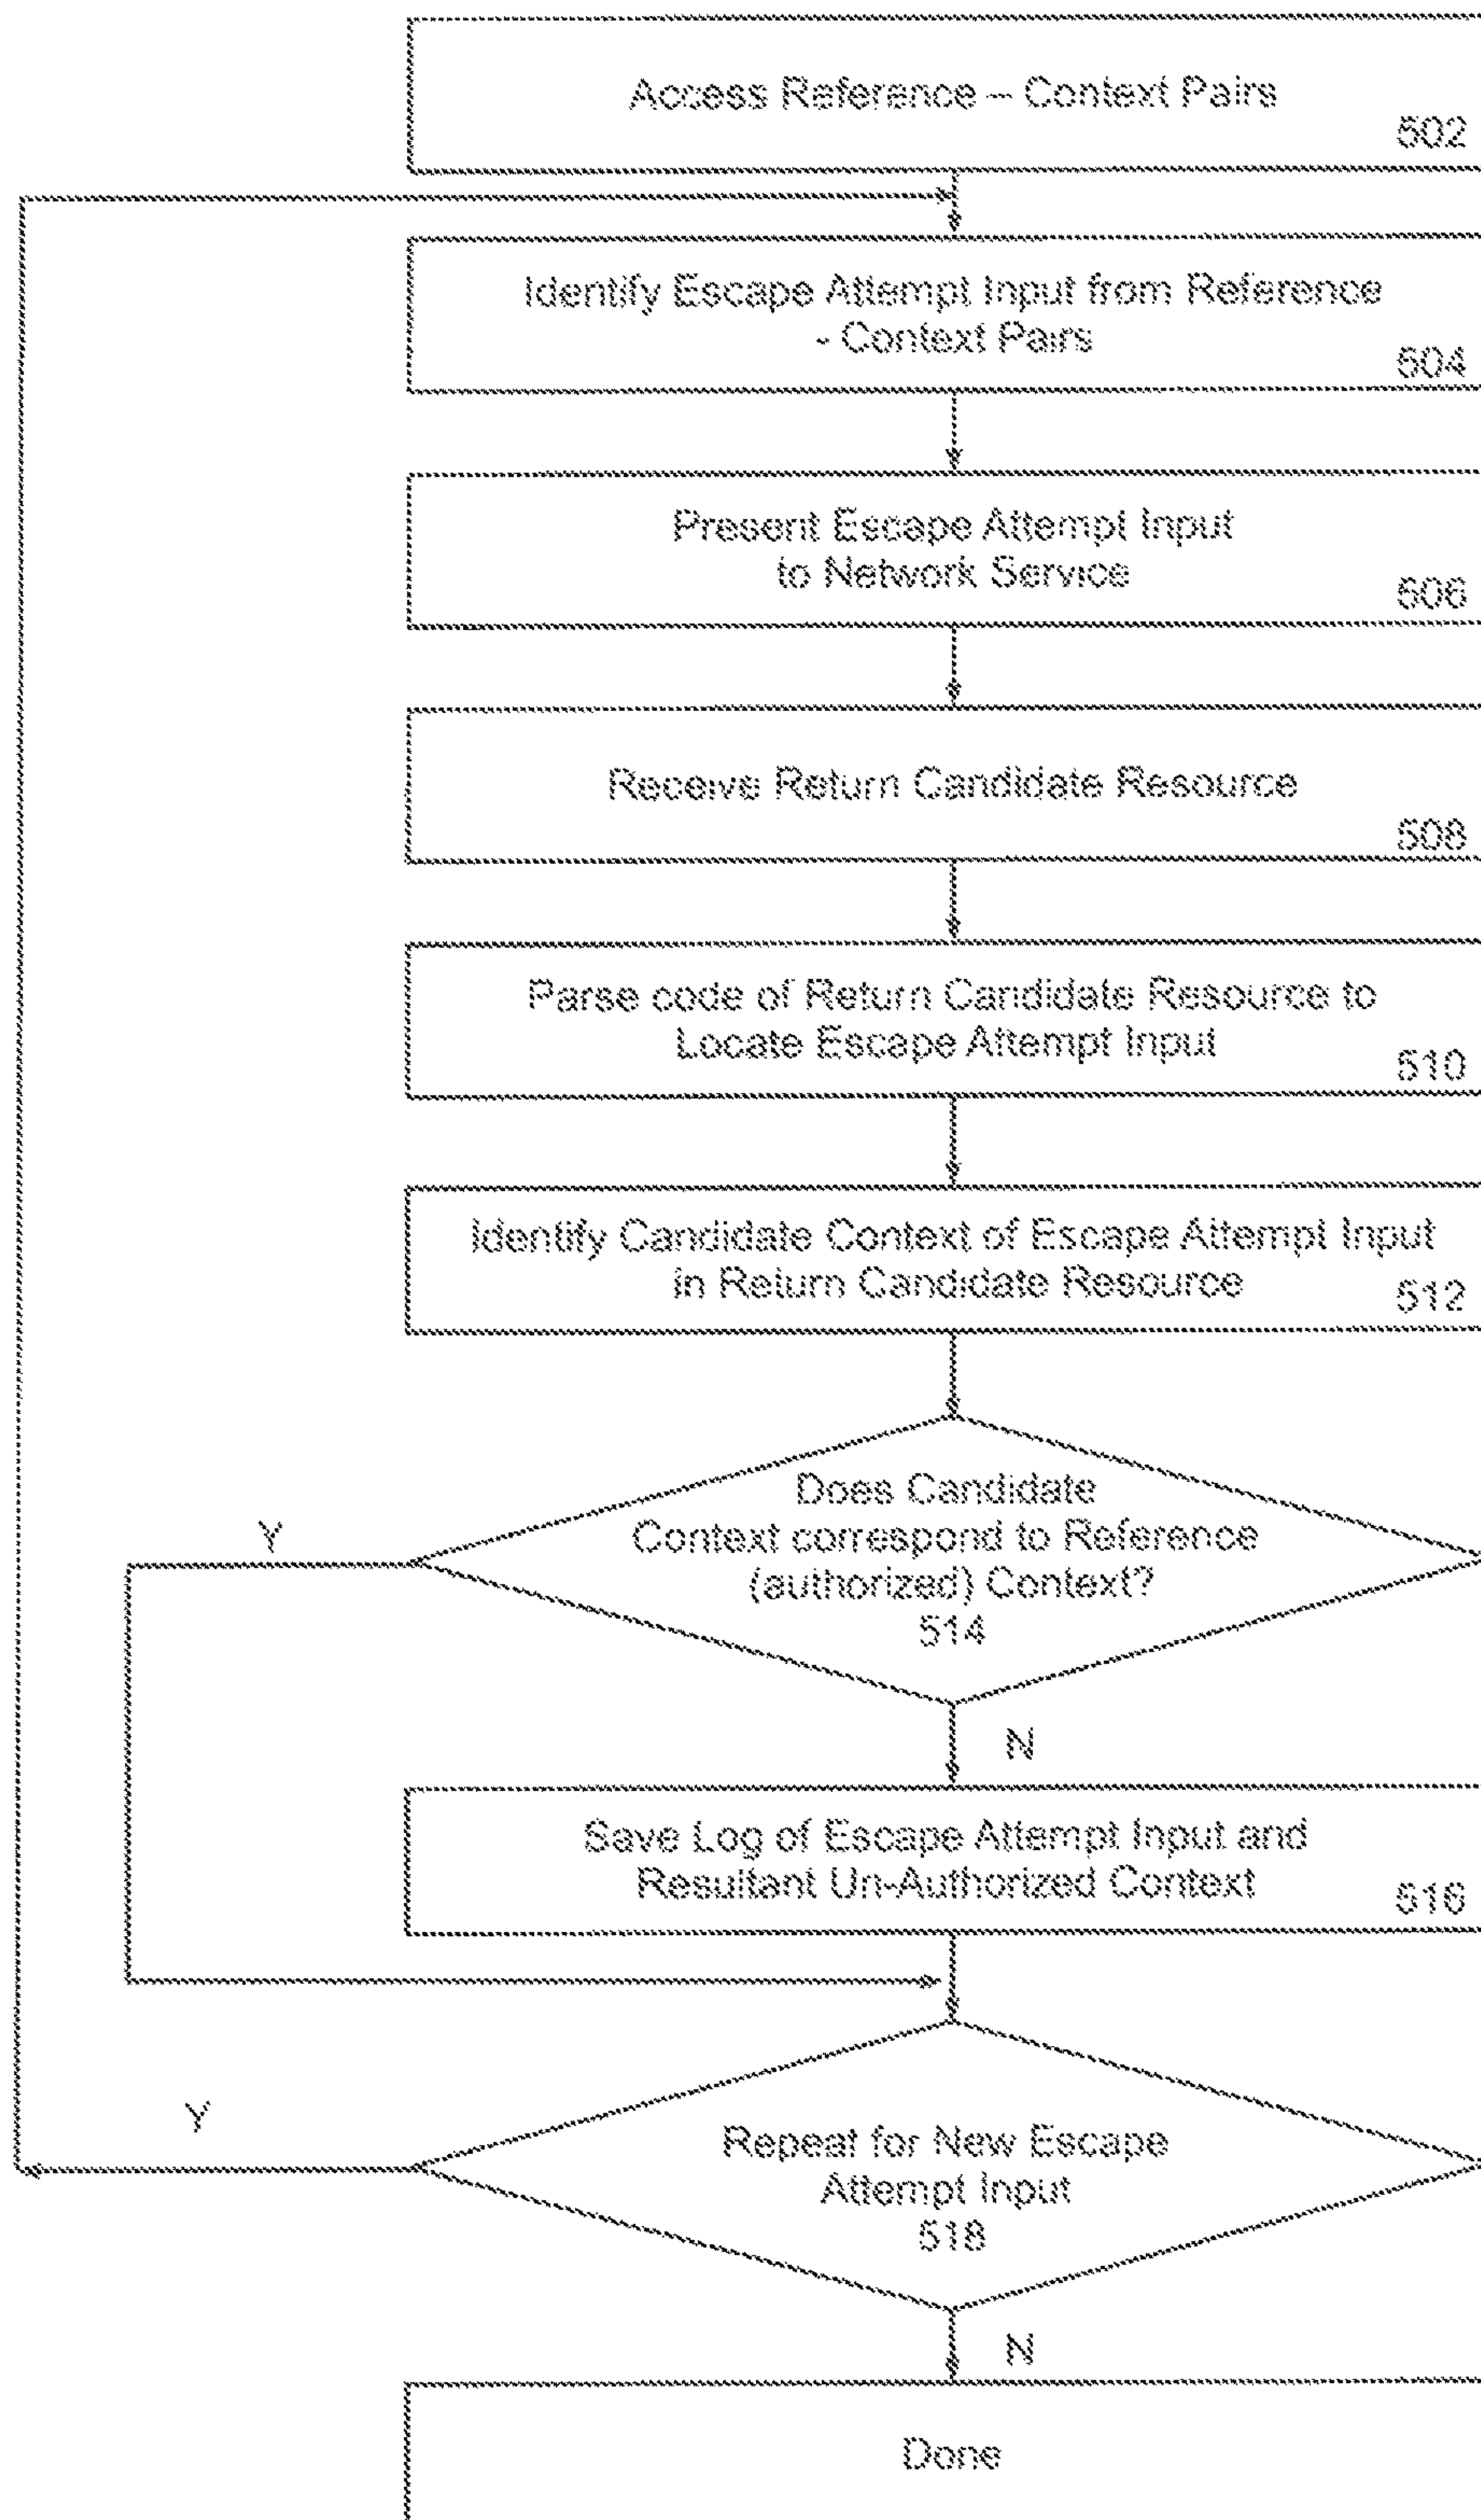 Access Reference – Context Pairs
502
Identify Escape Attempt Input from Reference
- Context Pairs
504
Present Escape Attempt Input
to Network Service
506
Receive Return Candidate Resource
508
Parse code of Return Candidate Resource to
Locate Escape Attempt Input
510
Identify Candidate Context of Escape Attempt Input
in Return Candidate Resource
512
Does Candidate
Context correspond to Reference
(authorized) Context?
514
Y
N
Save Log of Escape Attempt Input and
Resultant Un-Authorized Context
516
Y
Repeat for New Escape
Attempt Input
518
N
Done